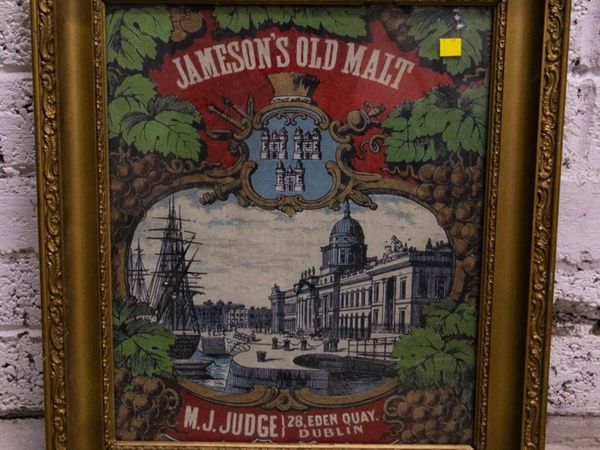 JAMESON'S OLD MALT
M.J. JUDGE } 28, EDEN QUAY.
DUBLIN